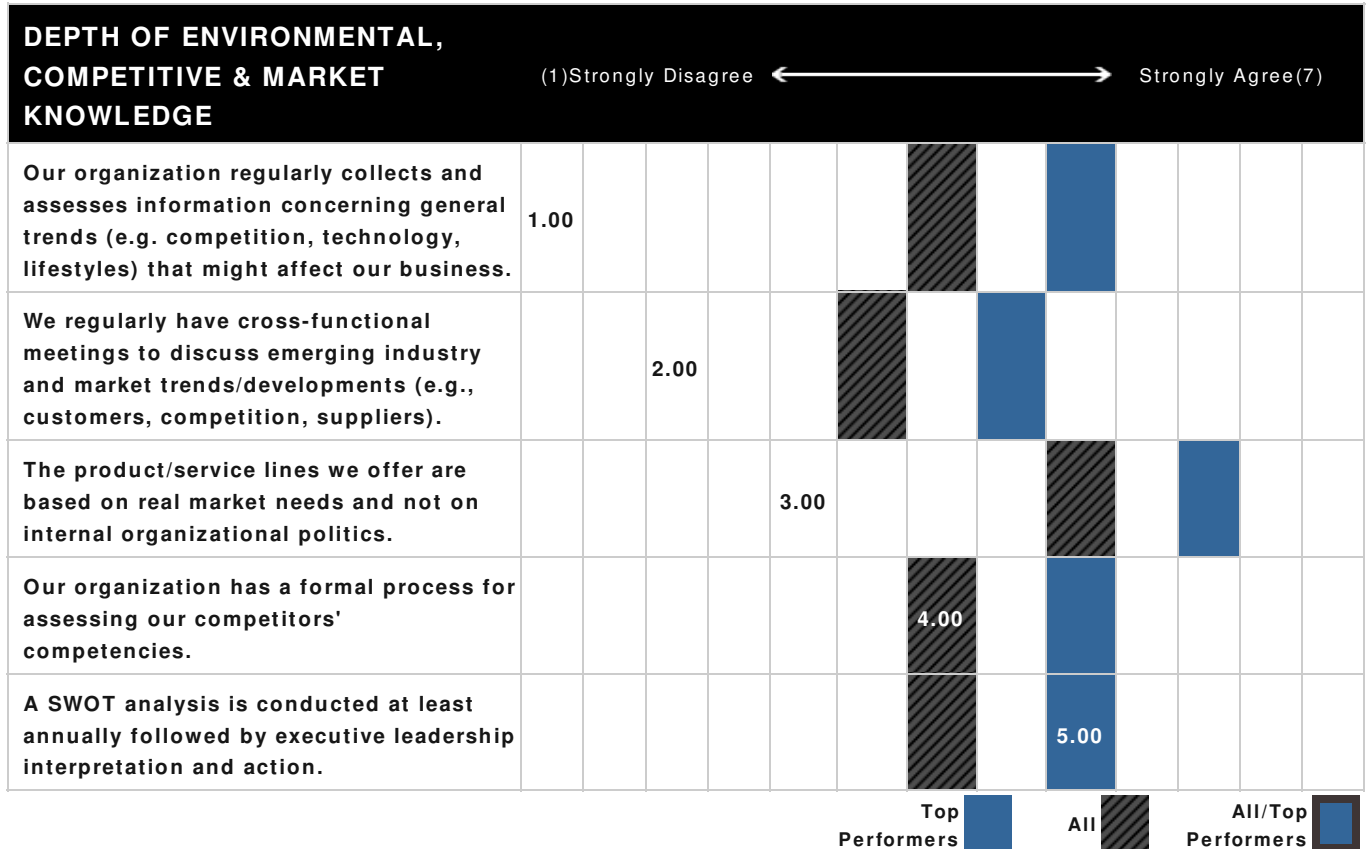 DEPTH OF ENVIRONMENTAL,
COMPETITIVE & MARKET
KNOWLEDGE
(1)Strongly Disagree
Strongly Agree(7)
Our organization regularly collects and
assesses information concerning general
trends (e.g. competition, technology,
lifestyles) that might affect our business.
1.00
We regularly have cross-functional
meetings to discuss emerging industry
and market trends/developments (e.g.,
customers, competition, suppliers).
2.00
The product/service lines we offer are
based on real market needs and not on
internal organizational politics.
3.00
Our organization has a formal process for
assessing our competitors'
competencies.
4.00
A SWOT analysis is conducted at least
annually followed by executive leadership
interpretation and action.
5.00
Top
Performers
All
All/Top
Performers